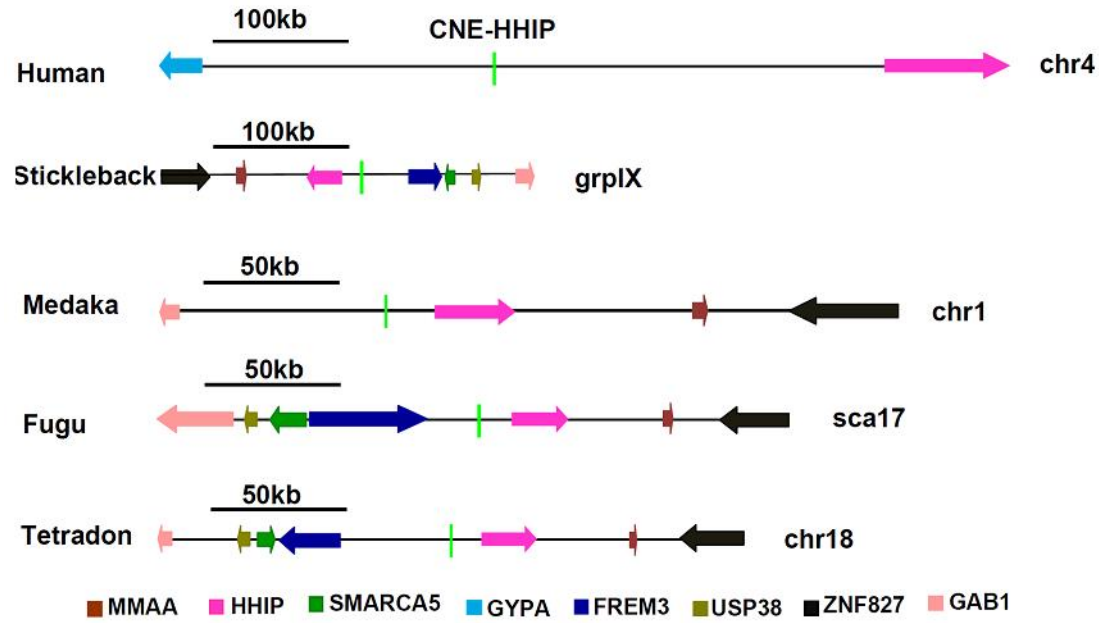 100kb
CNE-HHIP
Human
chr4
100kb
Stickleback
grpIX
50kb
Medaka
chr1
50kb
Fugu
sca17
50kb
Tetradon
chr18
MMAA HHIP SMARCA5 GYPA FREM3 USP38 ZNF827 GAB1